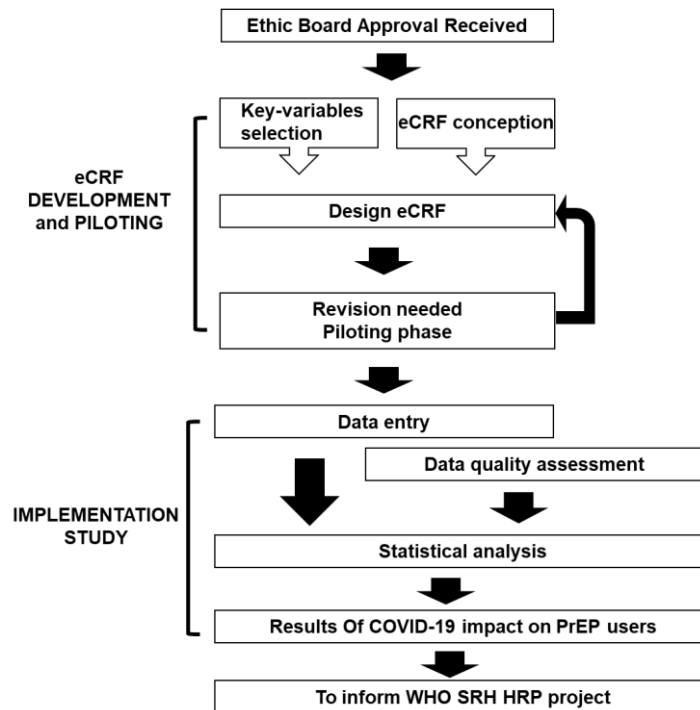 Ethic Board Approval Received
Key-variables
selection
eCRF conception
eCRF
DEVELOPMENT
and PILOTING
Design eCRF
Revision needed
Piloting phase
Data entry
Data quality assessment
IMPLEMENTATION
STUDY
Statistical analysis
Results Of COVID-19 impact on PrEP users
To inform WHO SRH HRP project